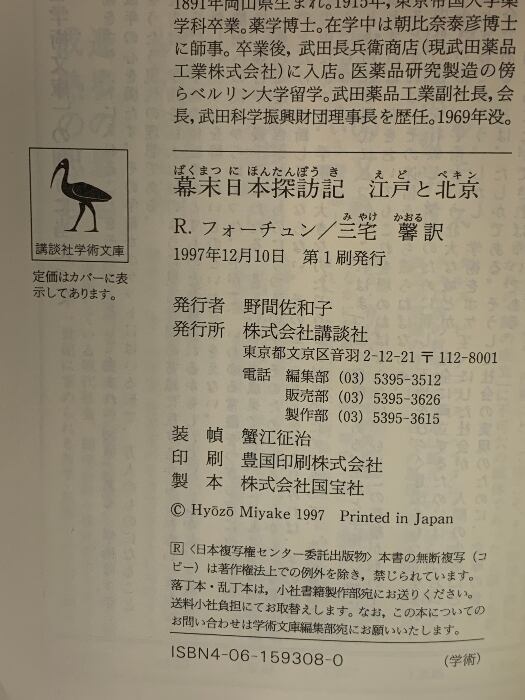 1891年岡山県生まれ。1915年，東京帝国大学薬
学科卒業。薬学博士。在学中は朝比奈泰彦博士
に師事。卒業後，武田長兵衛商店(現武田薬品
工業株式会社)に入店。医薬品研究製造の傍
らベルリン大学留学。武田薬品工業副社長，会
長，武田科学振興財団理事長を歴任。1969年没。
講談社学術文庫
定価はカバーに表
示してあります。
ばくまつ に ほんたんぼう き えど ペキン
幕末日本探訪記 江戸と北京
みやけ かおる
R. フォーチュン／三宅 馨 訳
1997年12月10日 第1刷発行
発行者 野間佐和子
発行所 株式会社講談社
東京都文京区音羽 2-12-21 〒112-8001
電話 編集部 (03) 5395-3512
販売部 (03) 5395-3626
製作部 (03) 5395-3615
装 幀 蟹江征治
印 刷 豊国印刷株式会社
製 本 株式会社国宝社
© Hyōzō Miyake 1997 Printed in Japan
R〈日本複写権センター委託出版物〉本書の無断複写（コ
ピー）は著作権法上での例外を除き，禁じられています。
落丁本・乱丁本は，小社書籍製作部宛にお送りください。
送料小社負担にてお取替えします。なお，この本についての
お問い合わせは学術文庫編集部宛にお願いいたします。
ISBN4-06-159308-0 (学術)